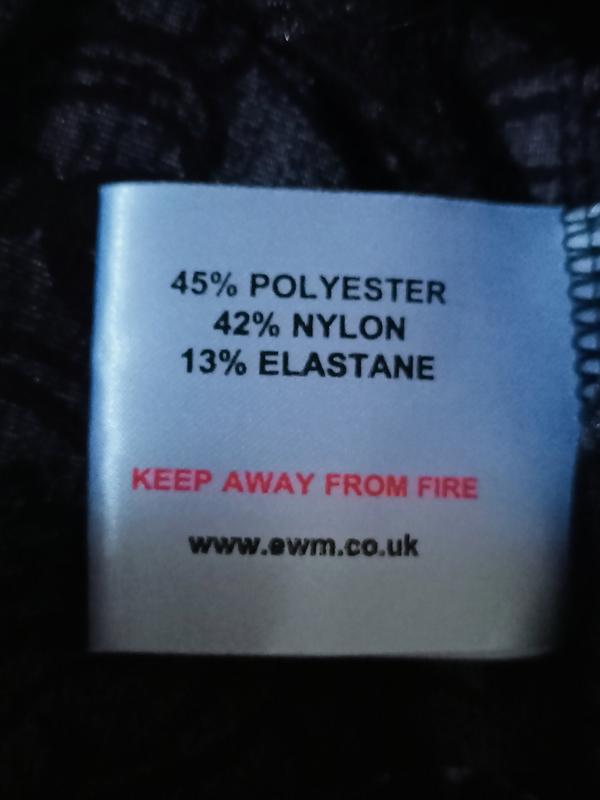 45% POLYESTER
42% NYLON
13% ELASTANE
KEEP AWAY FROM FIRE
www.ewm.co.uk